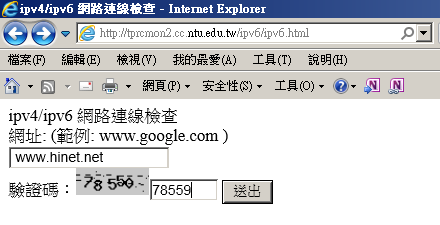 ipv4/ipv6 網路連線檢查 - Internet Explorer
http://tprcmon2.cc.ntu.edu.tw/ipv6/ipv6.html
檔案(F) 編輯(E) 檢視(V) 我的最愛(A) 工具(T) 說明(H)
網頁(P) 安全性(S) 工具(O)
ipv4/ipv6 網路連線檢查
網址: (範例: www.google.com )
www.hinet.net
驗證碼： 78559 送出